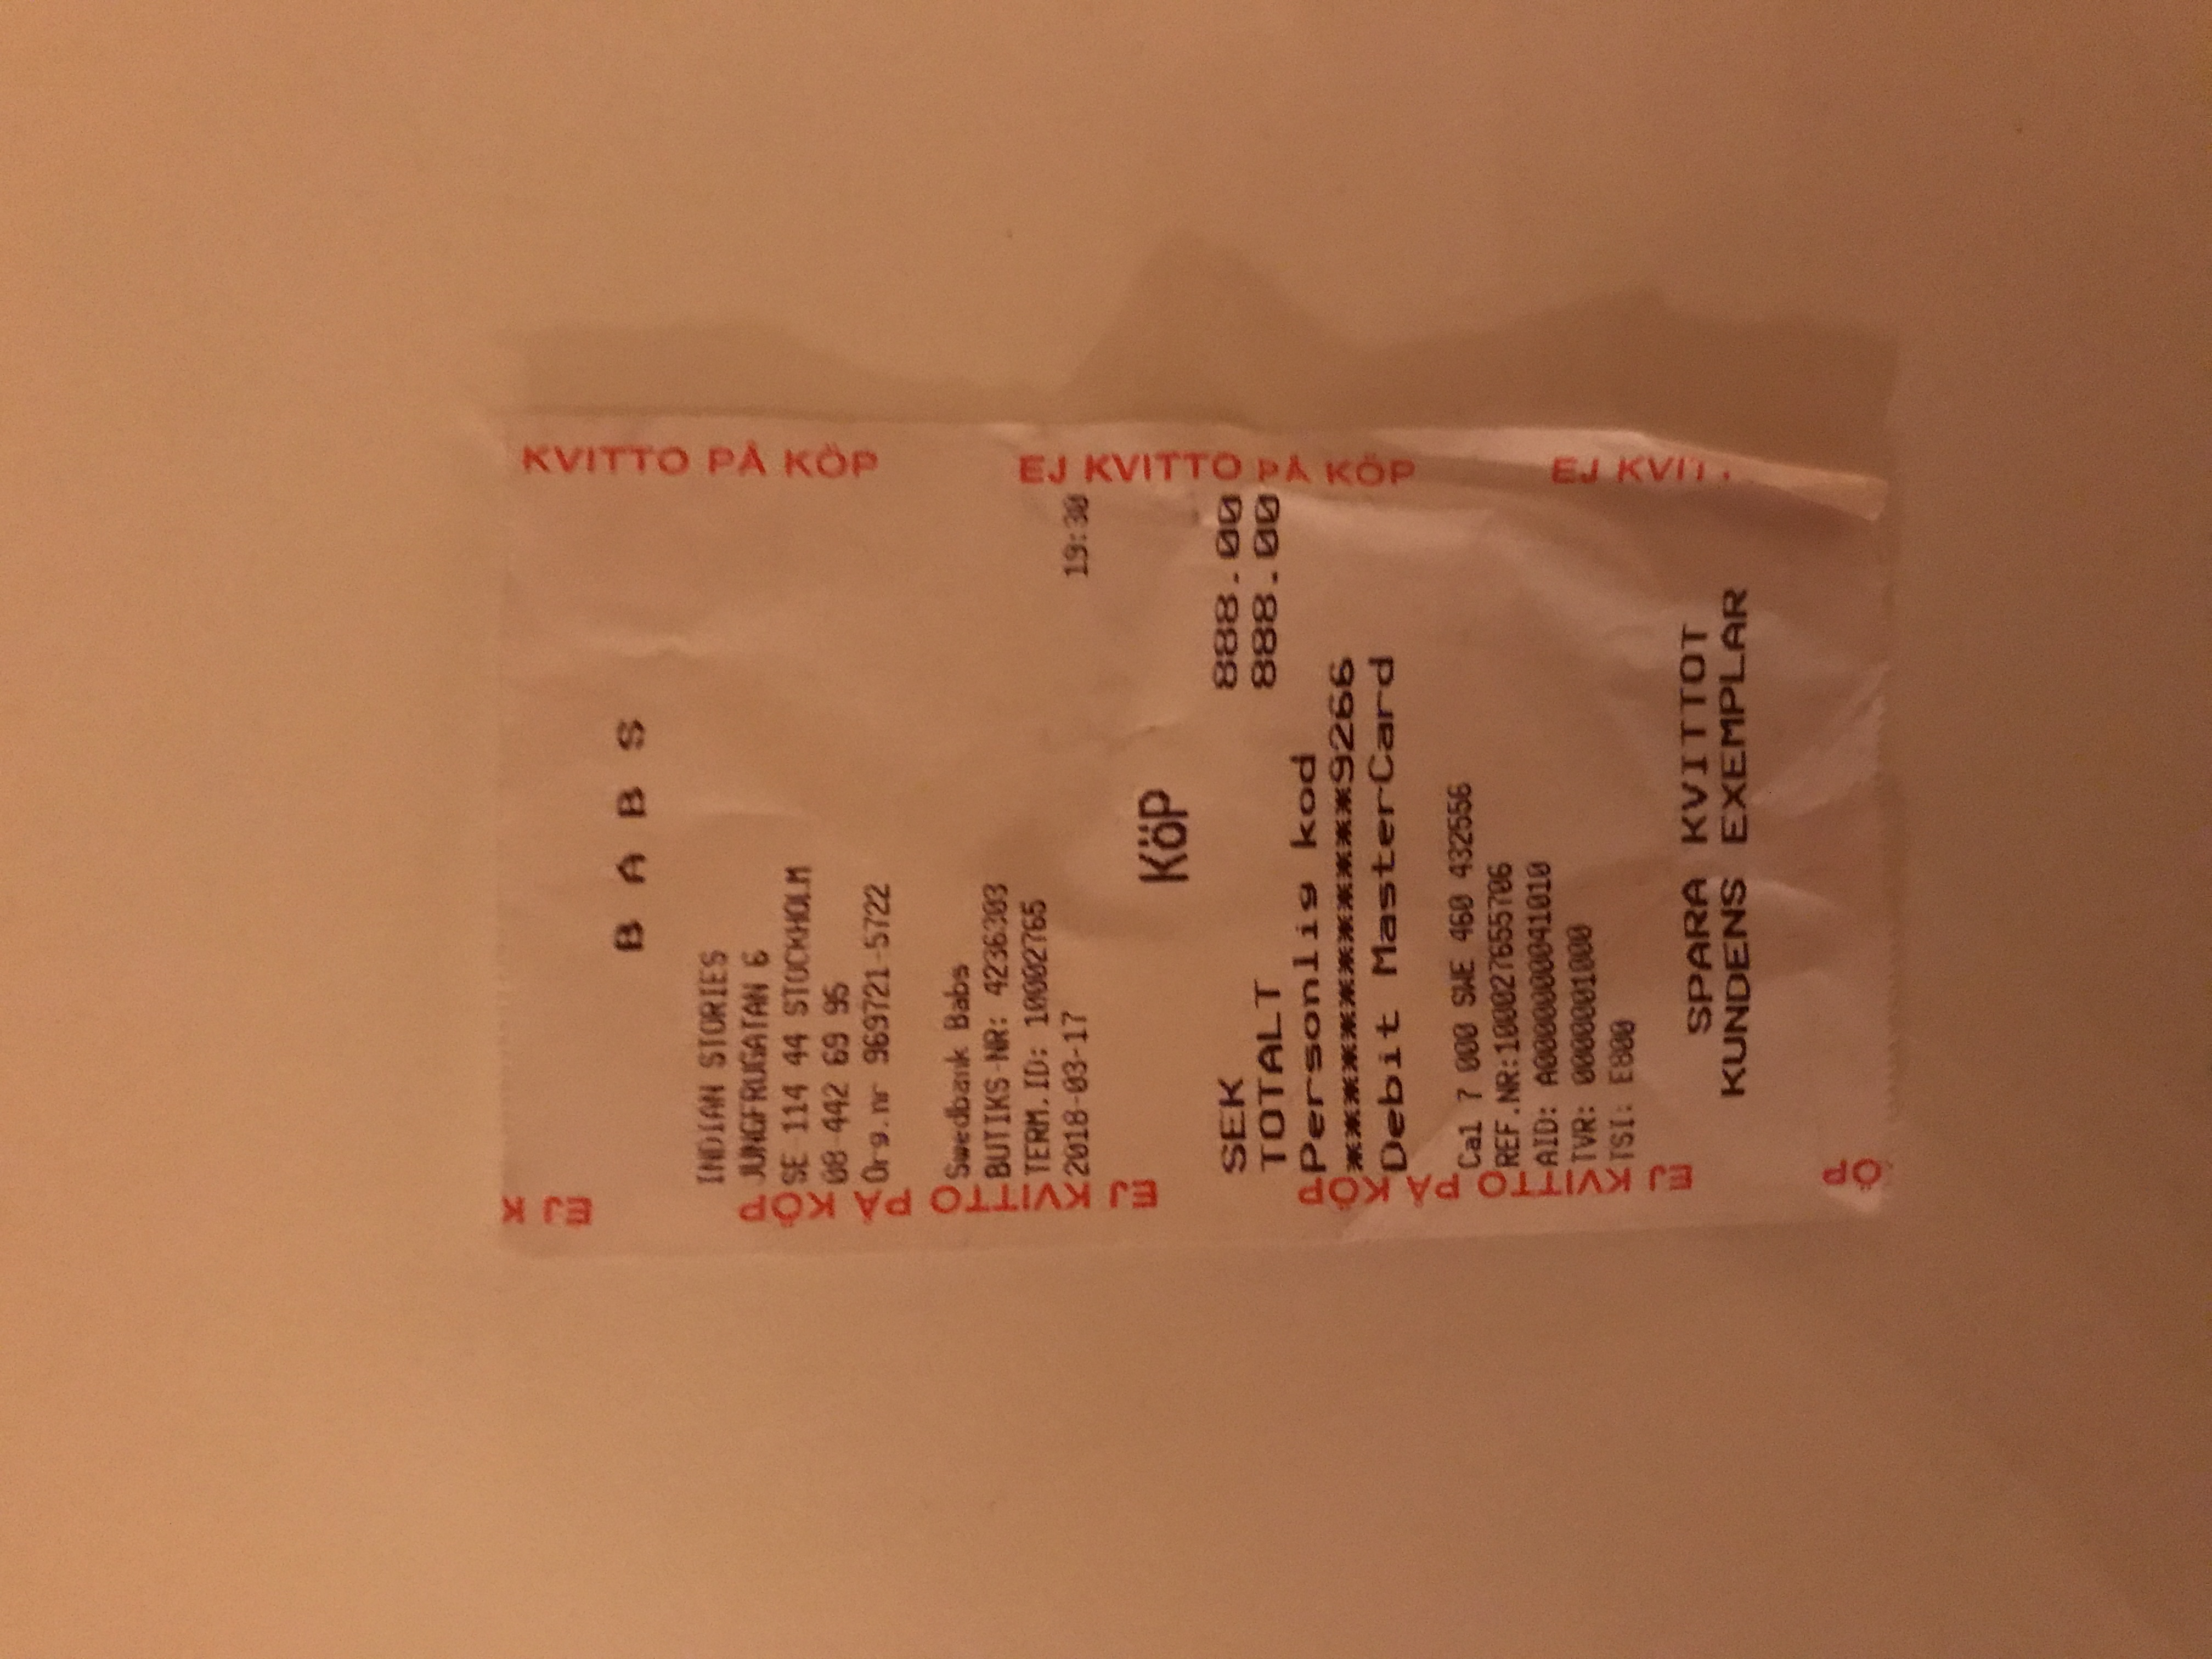 B A B S
INDIAN STORIES
JUNGFRUGATAN 6
SE-114 44 STOCKHOLM
08-442 69 95
Org.nr 969721-5722
Swedbank Babs
BUTIKS-NR: 4236303
TERM.ID: 10002765
2018-03-17 19:30
KöP
SEK 888.00
TOTALT 888.00
Personlig kod
************9266
Debit MasterCard
Ca1 7 000 SWE 460 432556
REF.NR:100027655706
AID: A0000000041010
TVR: 0000001000
TSI: E800
SPARA KVITTOT
KUNDENS EXEMPLAR
EJ K
EJ KVITTO PÅ KÖP
EJ KVITTO PÅ KÖP
ÖP
KVITTO PÅ KÖP
EJ KVITTO PÅ KÖP
EJ KVIT